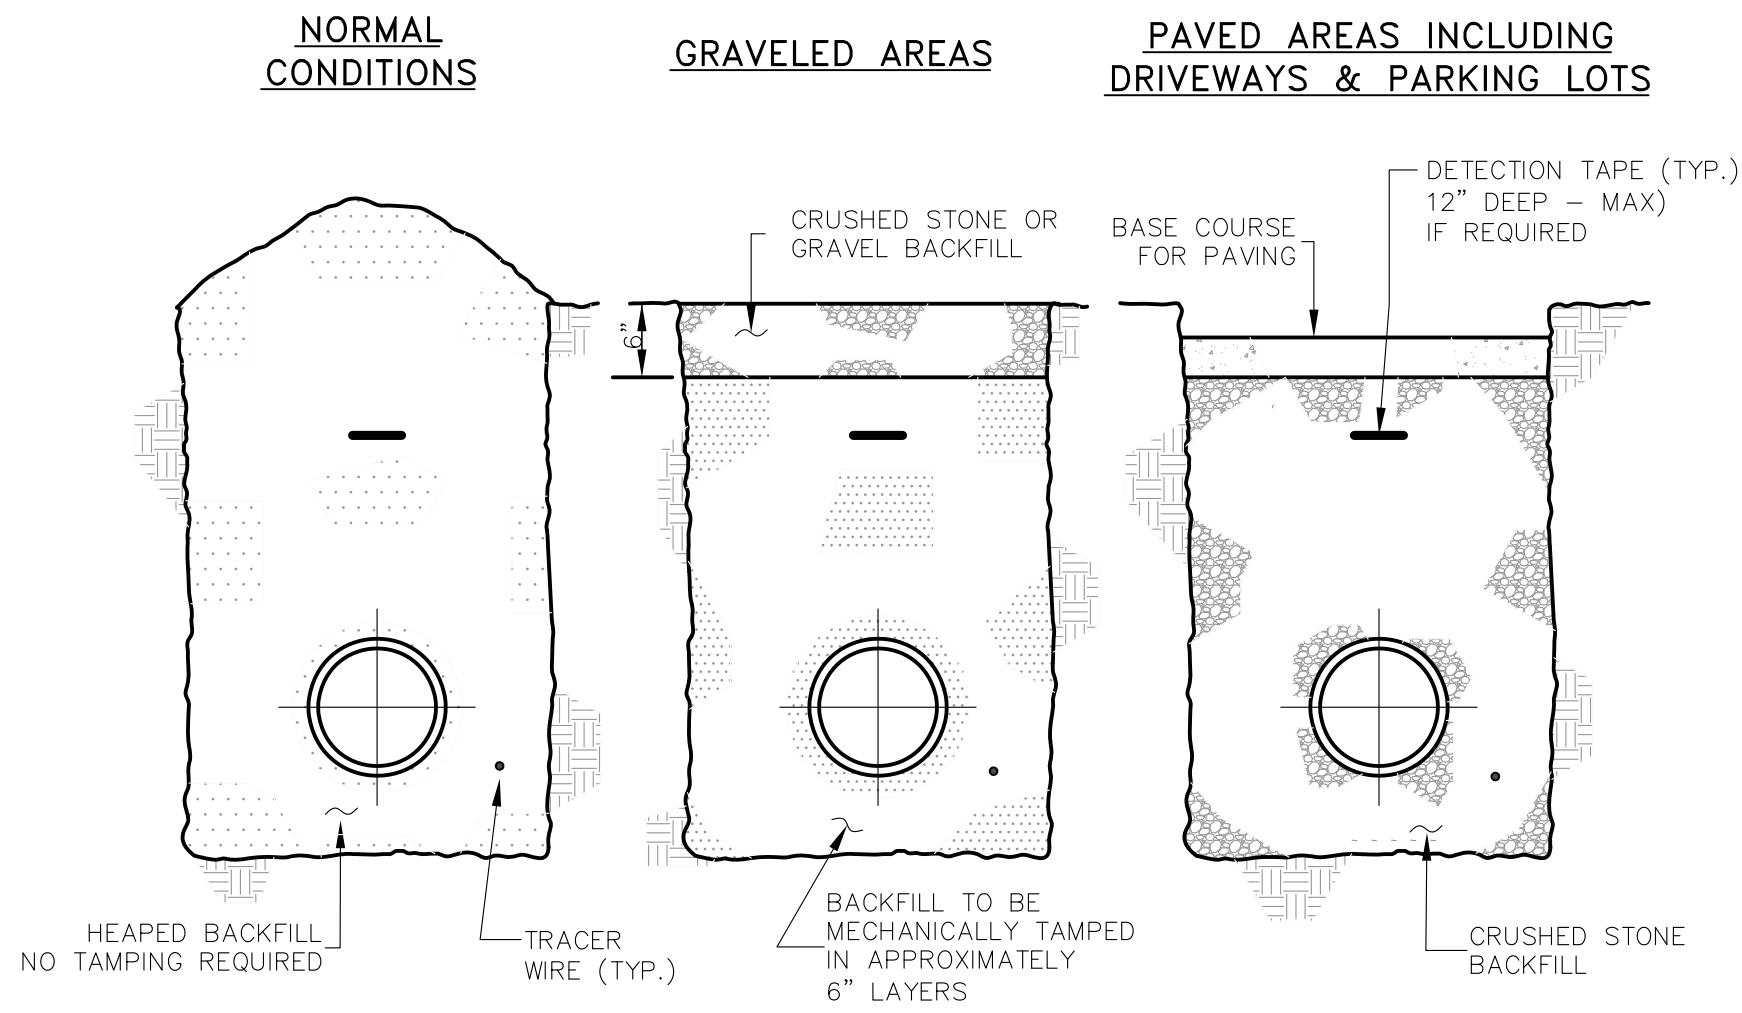 NORMAL
CONDITIONS
GRAVELED AREAS
PAVED AREAS INCLUDING
DRIVEWAYS & PARKING LOTS
DETECTION TAPE (TYP.)
12” DEEP – MAX)
IF REQUIRED
CRUSHED STONE OR
GRAVEL BACKFILL
BASE COURSE
FOR PAVING
6”
HEAPED BACKFILL
NO TAMPING REQUIRED
TRACER
WIRE (TYP.)
BACKFILL TO BE
MECHANICALLY TAMPED
IN APPROXIMATELY
6” LAYERS
CRUSHED STONE
BACKFILL